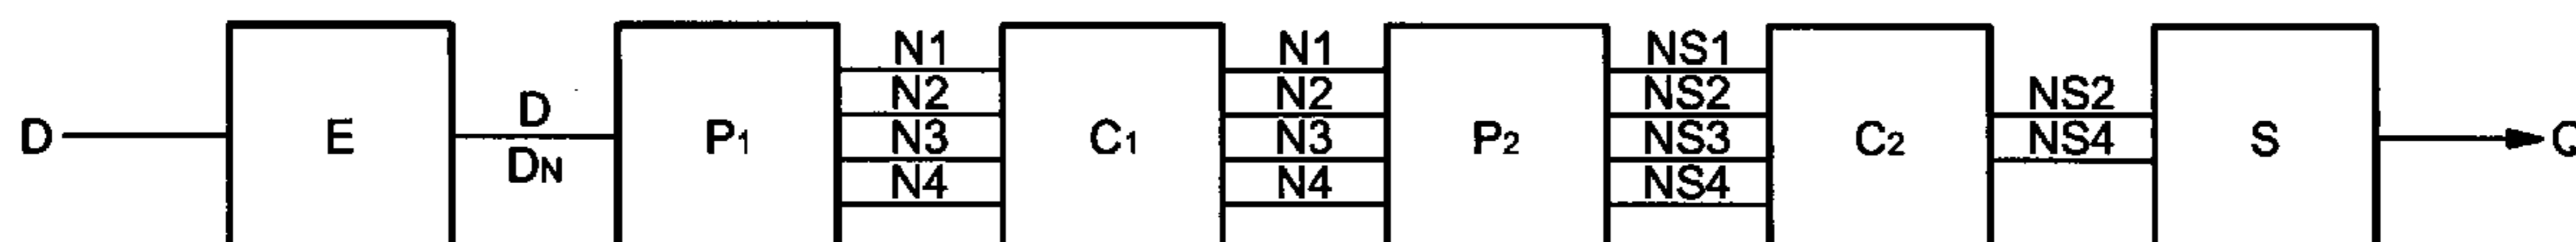 N1 N1 NS1
N2 N2 NS2 NS2
D E D P1 N3 C1 N3 P2 NS3 C2 NS4 S Q
DN N4 N4 NS4